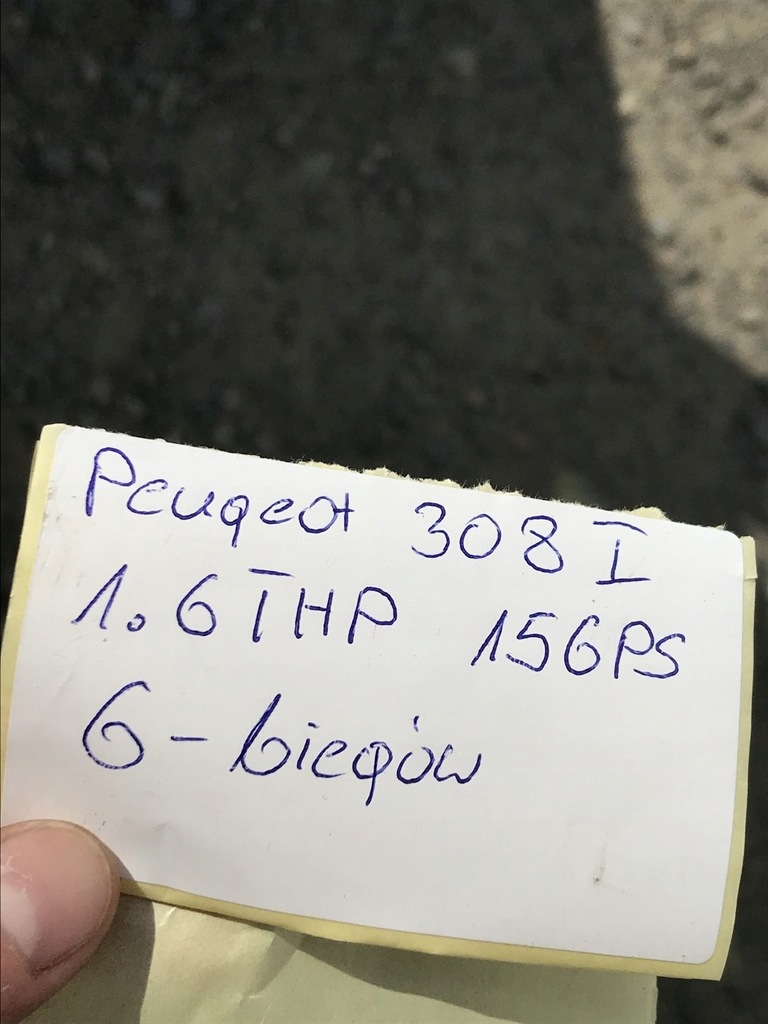 Peugeot 308 I
1.6 THP 156PS
6-biegów